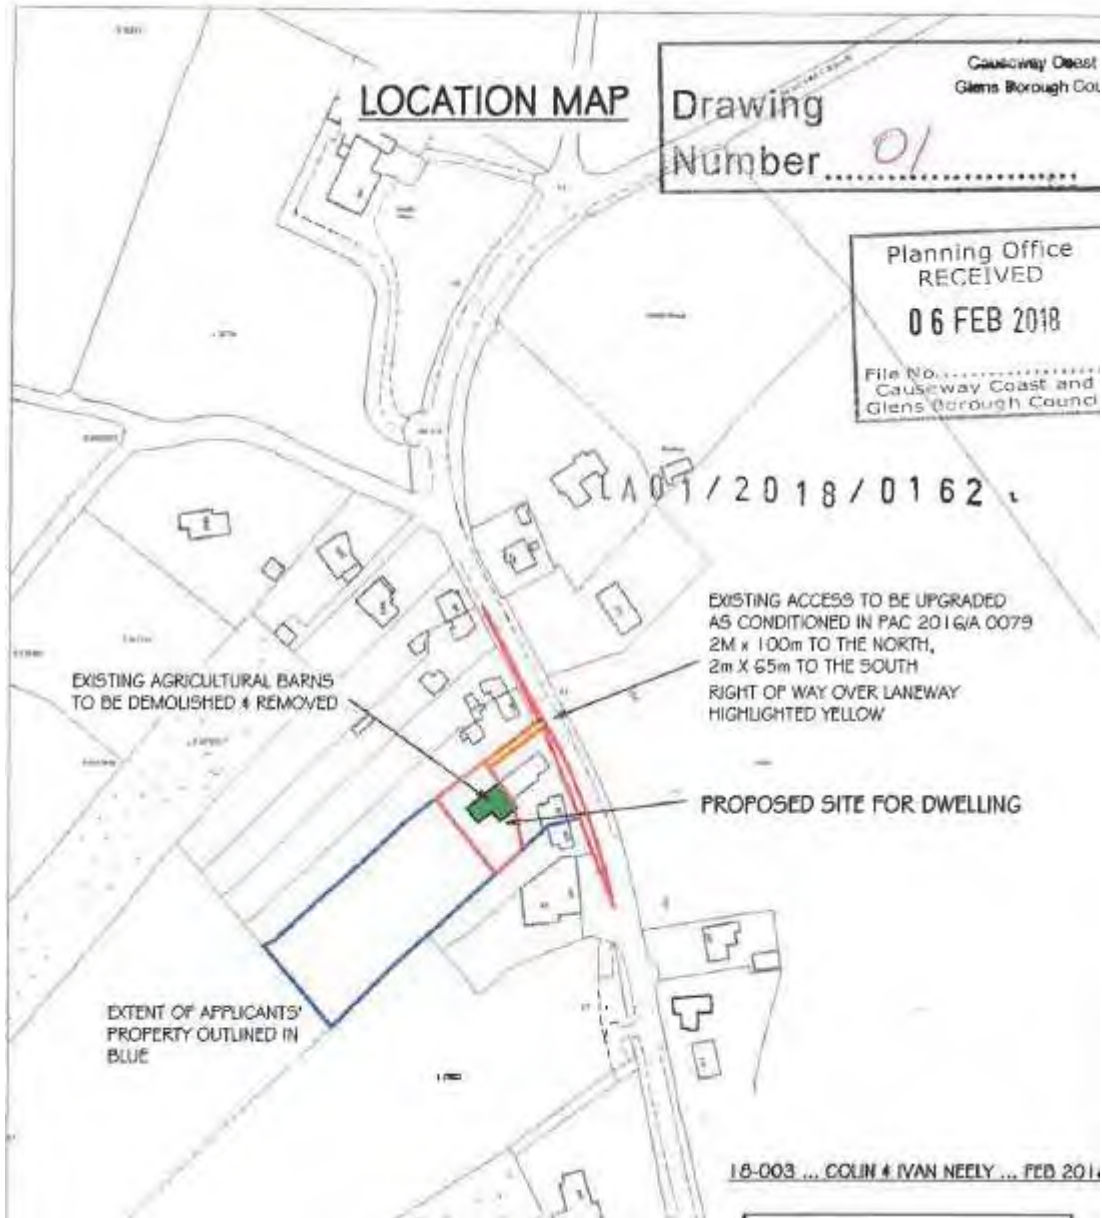 LOCATION MAP
Drawing
Number 01
Causeway Coast
Glens Borough Cou
Planning Office
RECEIVED
06 FEB 2018
File No
Causeway Coast and
Glens Borough Counci
LA01/2018/0162
EXISTING ACCESS TO BE UPGRADED
AS CONDITIONED IN PAC 2016/A 0079
2M x 100m TO THE NORTH,
2m X 65m TO THE SOUTH
RIGHT OF WAY OVER LANEWAY
HIGHLIGHTED YELLOW
EXISTING AGRICULTURAL BARNS
TO BE DEMOLISHED & REMOVED
PROPOSED SITE FOR DWELLING
EXTENT OF APPLICANTS'
PROPERTY OUTLINED IN
BLUE
18-003 ... COLIN & IVAN NEELY ... FEB 201